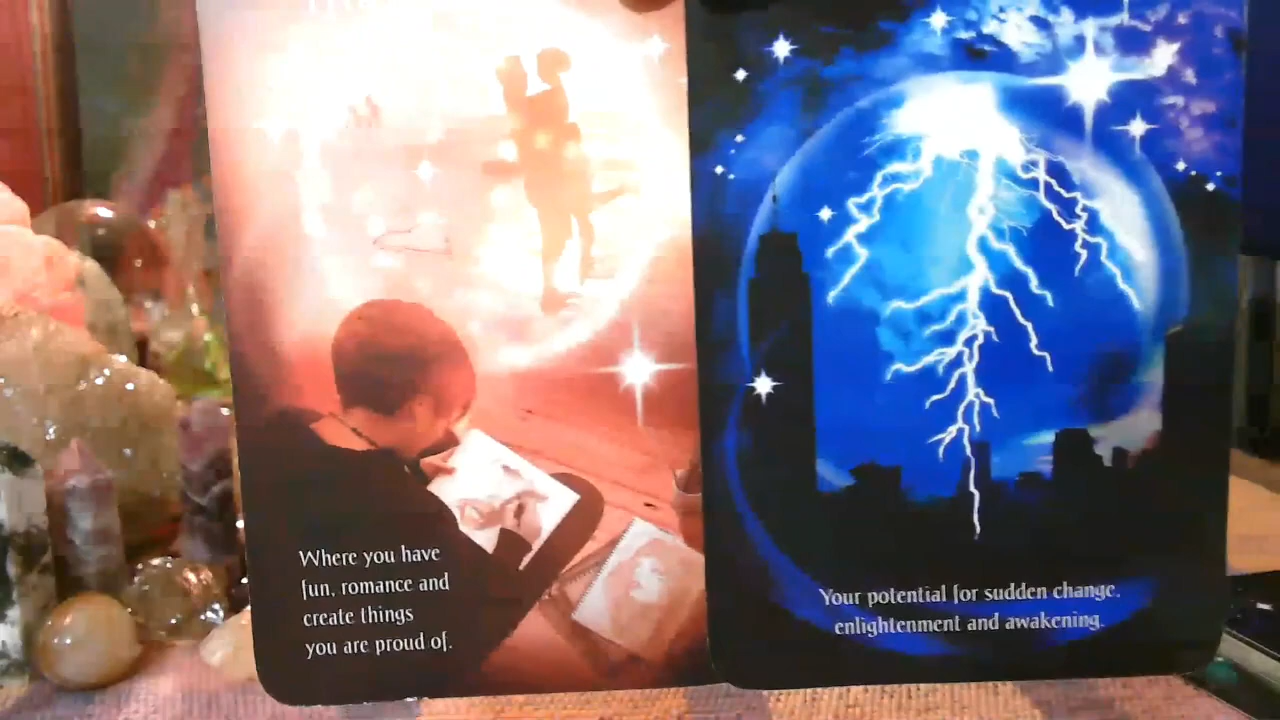 Where you have
fun, romance and
create things
you are proud of.
Your potential for sudden change,
enlightenment and awakening.